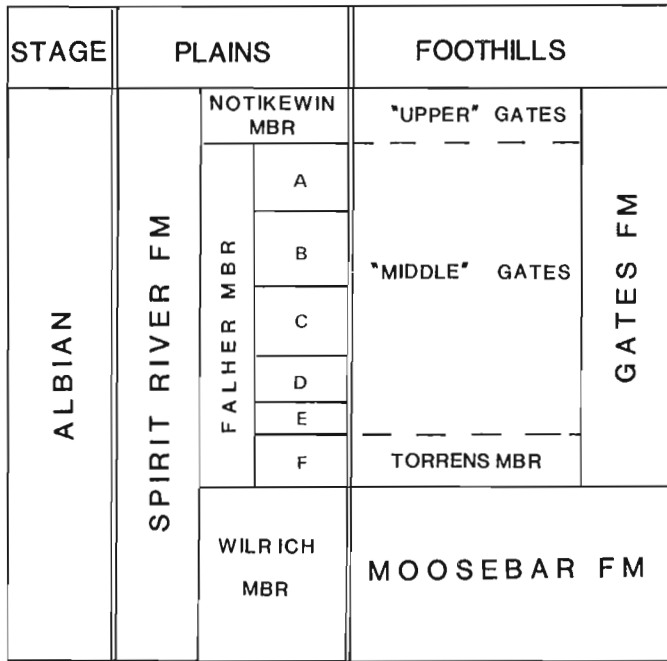 STAGE
PLAINS
FOOTHILLS
ALBIAN
SPIRIT RIVER FM
NOTIKEWIN
MBR
FALHER MBR
A
B
C
D
E
F
WILRICH
MBR
"UPPER" GATES
"MIDDLE" GATES
TORRENS MBR
GATES FM
MOOSEBAR FM